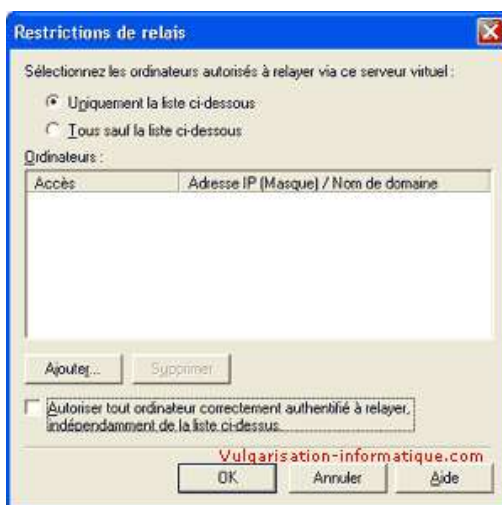 Restrictions de relais
Sélectionnez les ordinateurs autorisés à relayer via ce serveur virtuel :
Uniquement la liste ci-dessous
Tous sauf la liste ci-dessous
Ordinateurs :
Accès Adresse IP (Masque) / Nom de domaine
Ajouter... Supprimer
Autoriser tout ordinateur correctement authentifié à relayer,
indépendamment de la liste ci-dessus.
Vulgarisation-informatique.com
OK Annuler Aide